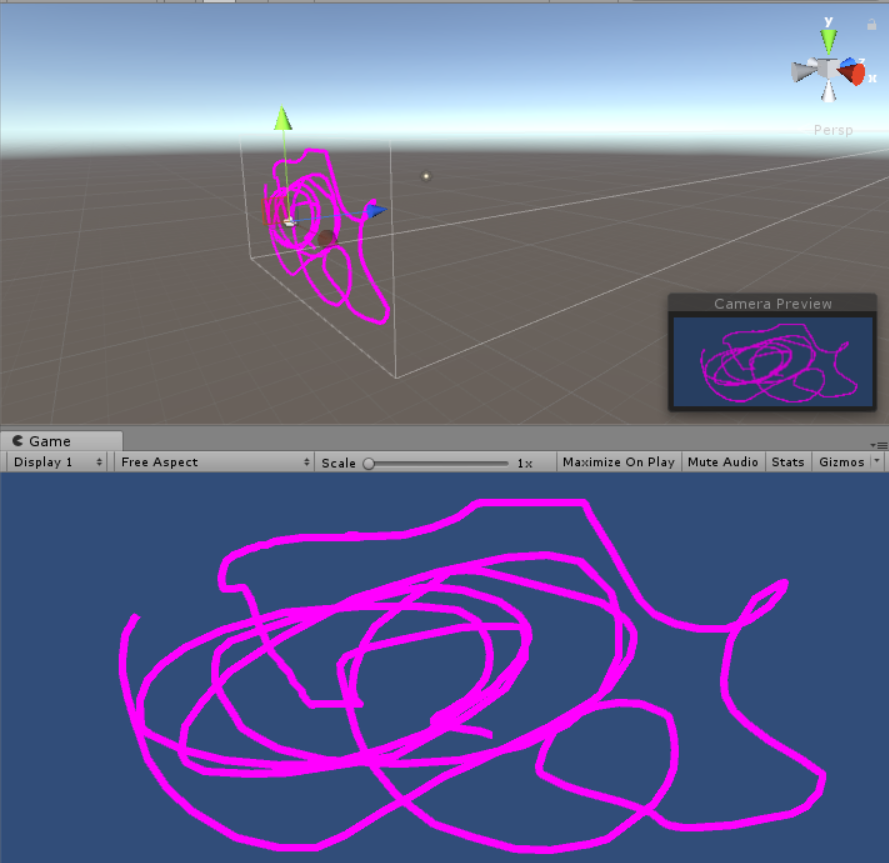 y
x
z
Persp
Camera Preview
Game
Display 1 Free Aspect Scale 1x Maximize On Play Mute Audio Stats Gizmos